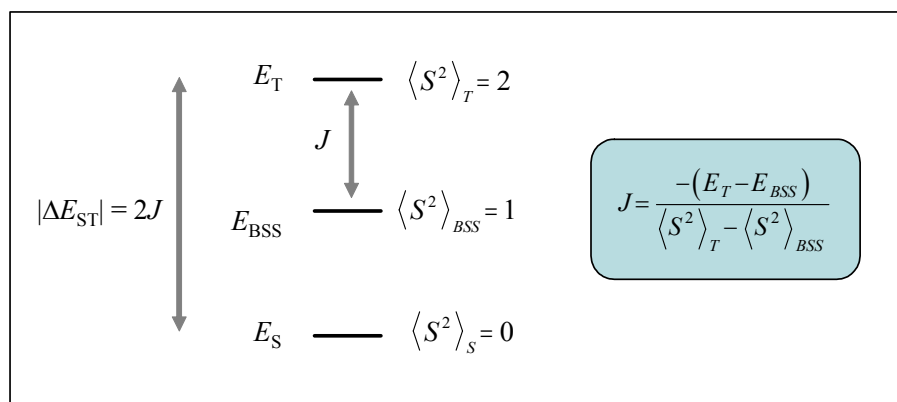 E_T ⟨S²⟩_T = 2
J
|ΔE_ST| = 2J
E_BSS ⟨S²⟩_BSS = 1
E_S ⟨S²⟩_S = 0
J = −(E_T − E_BSS) / (⟨S²⟩_T − ⟨S²⟩_BSS)